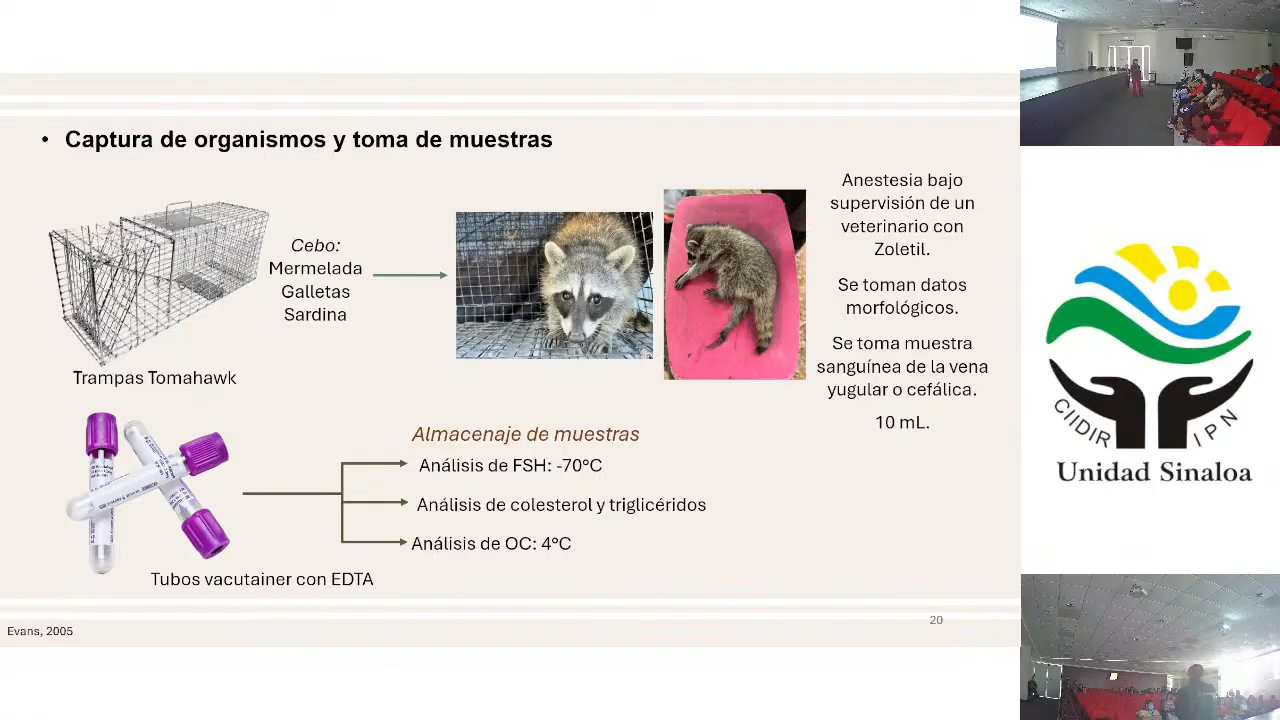 • Captura de organismos y toma de muestras
Cebo:
Mermelada
Galletas
Sardina
Trampas Tomahawk
Anestesia bajo
supervisión de un
veterinario con
Zoletil.
Se toman datos
morfológicos.
Se toma muestra
sanguínea de la vena
yugular o cefálica.
10 mL.
Almacenaje de muestras
Análisis de FSH: -70°C
Análisis de colesterol y triglicéridos
Análisis de OC: 4°C
Tubos vacutainer con EDTA
Evans, 2005
20
CIIDIR IPN
Unidad Sinaloa